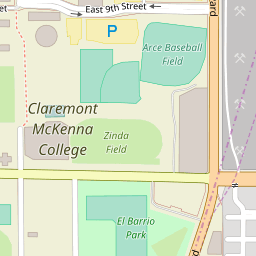 East 9th Street
P
Arce Baseball
Field
Claremont
McKenna
College
Zinda
Field
El Barrio
Park